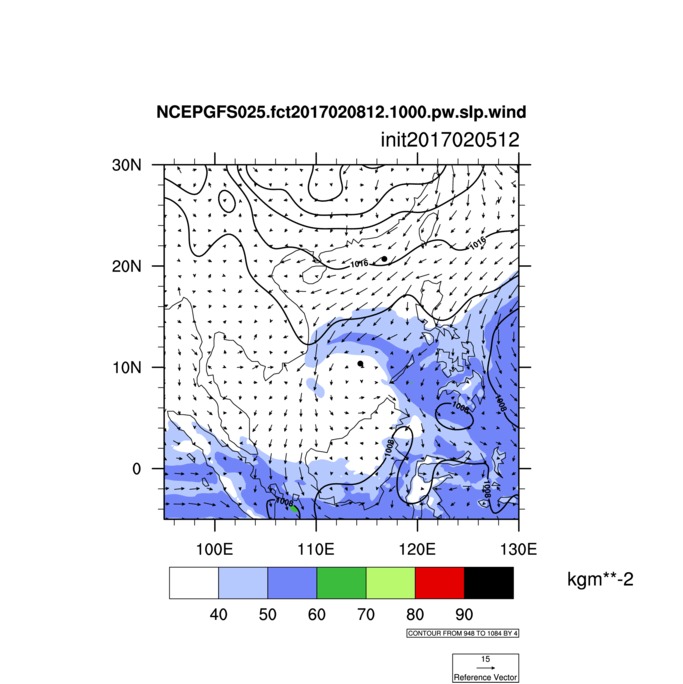 NCEPGFS025.fct2017020812.1000.pw.slp.wind
init2017020512
30N
20N
10N
0
1016
1016
1008
1008
1008
1008
1008
100E 110E 120E 130E
kgm**-2
40 50 60 70 80 90
CONTOUR FROM 948 TO 1084 BY 4
15
Reference Vector